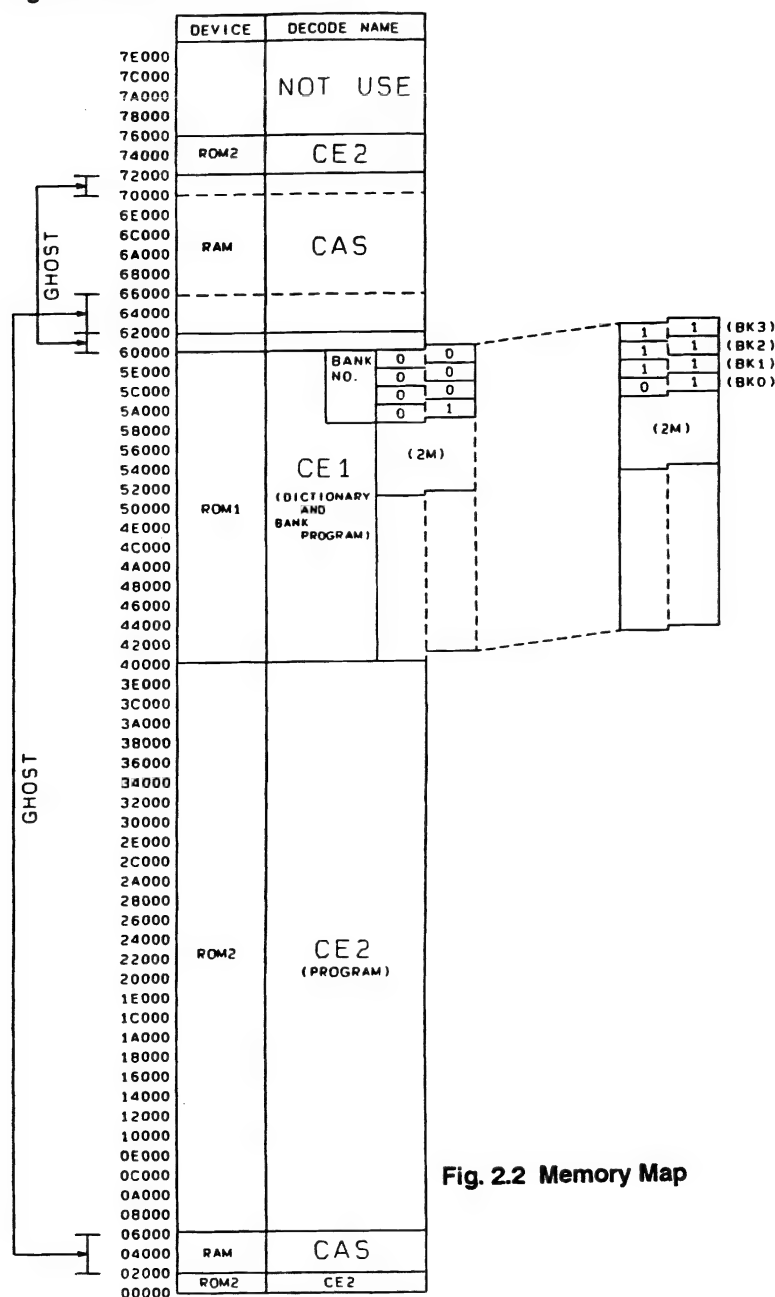 DEVICE DECODE NAME
7E000
7C000
7A000
78000
76000
74000
72000
70000
6E000
6C000
6A000
68000
66000
64000
62000
60000
5E000
5C000
5A000
58000
56000
54000
52000
50000
4E000
4C000
4A000
48000
46000
44000
42000
40000
3E000
3C000
3A000
38000
36000
34000
32000
30000
2E000
2C000
2A000
28000
26000
24000
22000
20000
1E000
1C000
1A000
18000
16000
14000
12000
10000
0E000
0C000
0A000
08000
06000
04000
02000
00000
NOT USE
ROM2 CE2
RAM CAS
GHOST
BANK
NO.
0 0
0 0
0 0
0 1
(2M)
1 1 (BK3)
1 1 (BK2)
1 1 (BK1)
0 1 (BK0)
(2M)
ROM1 CE1
(DICTIONARY
AND
BANK
PROGRAM)
GHOST
ROM2 CE2
(PROGRAM)
RAM CAS
ROM2 CE2
Fig. 2.2 Memory Map